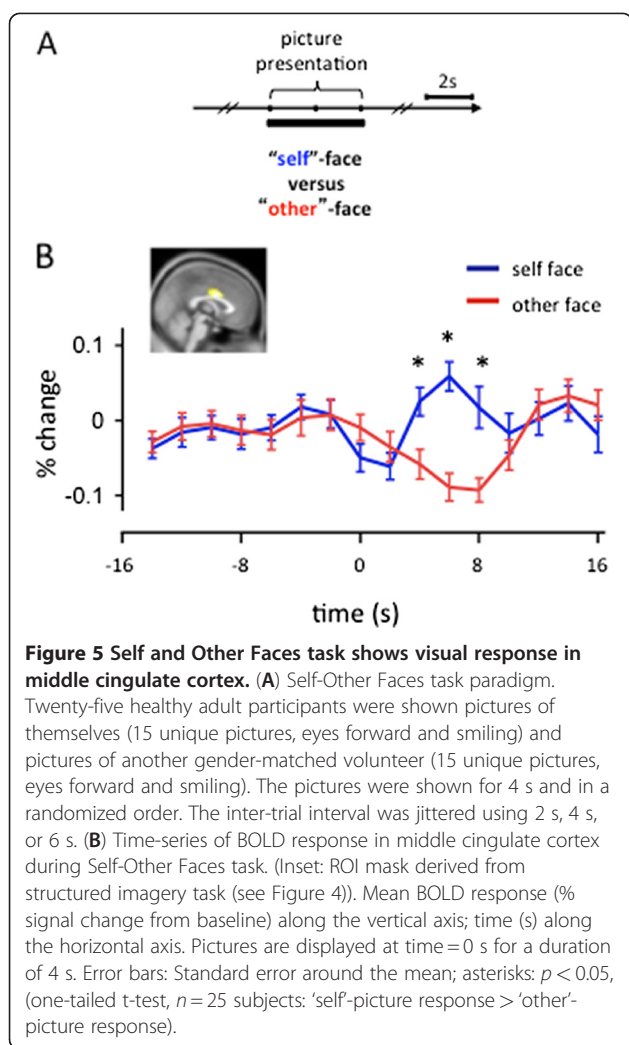 A
picture
presentation
2s
"self"-face
versus
"other"-face
B
self face
other face
* * *
0.1
0
-0.1
% change
-16 -8 0 8 16
time (s)
Figure 5 Self and Other Faces task shows visual response in
middle cingulate cortex. (A) Self-Other Faces task paradigm.
Twenty-five healthy adult participants were shown pictures of
themselves (15 unique pictures, eyes forward and smiling) and
pictures of another gender-matched volunteer (15 unique pictures,
eyes forward and smiling). The pictures were shown for 4 s and in a
randomized order. The inter-trial interval was jittered using 2 s, 4 s,
or 6 s. (B) Time-series of BOLD response in middle cingulate cortex
during Self-Other Faces task. (Inset: ROI mask derived from
structured imagery task (see Figure 4)). Mean BOLD response (%
signal change from baseline) along the vertical axis; time (s) along
the horizontal axis. Pictures are displayed at time = 0 s for a duration
of 4 s. Error bars: Standard error around the mean; asterisks: p < 0.05,
(one-tailed t-test, n = 25 subjects: 'self'-picture response > 'other'-
picture response).